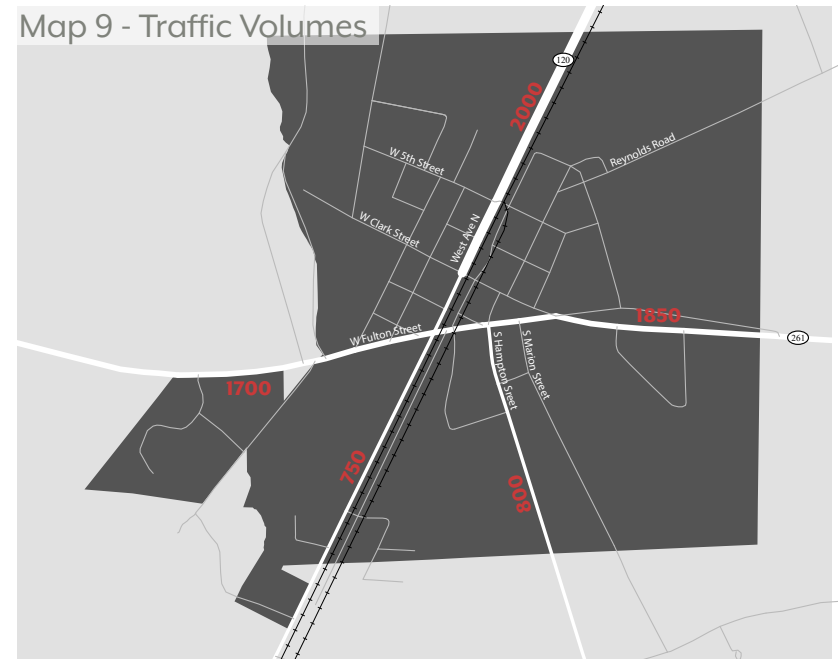 Map 9 - Traffic Volumes
120
2000
Reynolds Road
W 5th Street
W Clark Street
West Ave N
1850
W Fulton Street
261
S Hampton Sreet
S Marion Street
1700
750
800